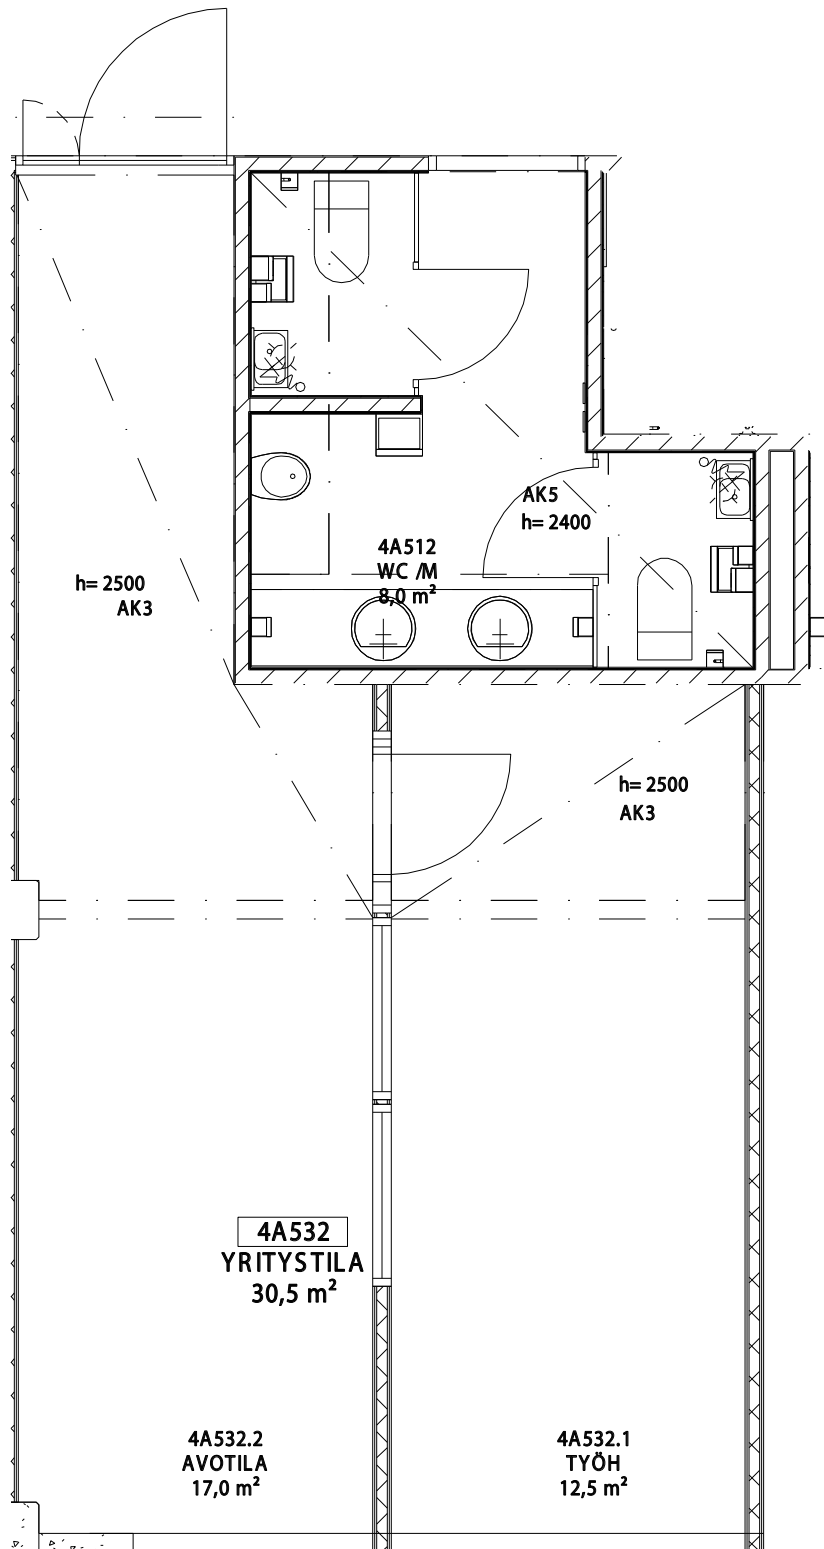 AK5
h= 2400
4A512
WC /M
8,0 m²
h= 2500
AK3
h= 2500
AK3
4A532
YRITYSTILA
30,5 m²
4A532.2
AVOTILA
17,0 m²
4A532.1
TYÖH
12,5 m²